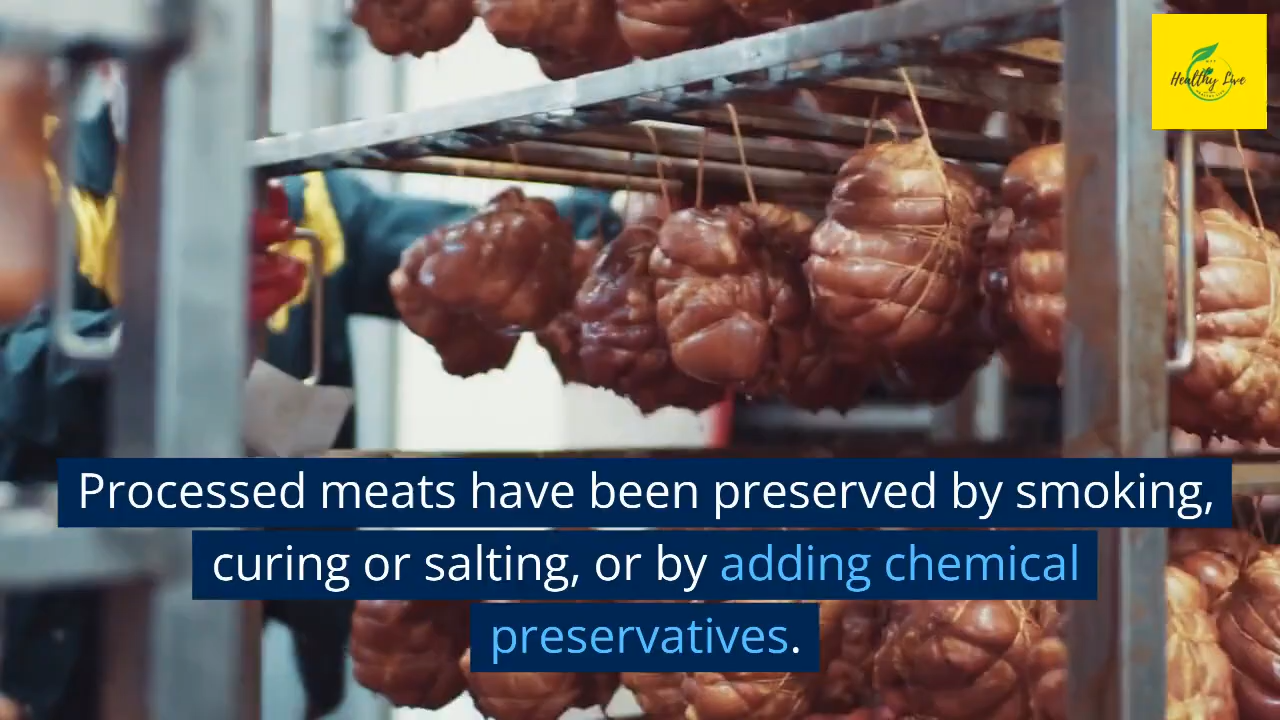 Healthy Live
Processed meats have been preserved by smoking,
curing or salting, or by adding chemical
preservatives.